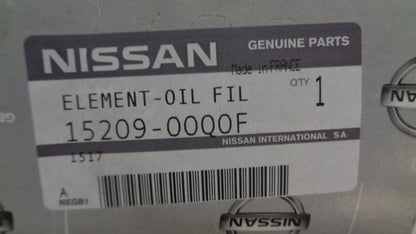 NISSAN
GENUINE PARTS
Made in FRANCE
ELEMENT-OIL FIL
QTY 1
15209-00Q0F
NISSAN INTERNATIONAL SA
1517
A
NEGB1
NISSAN
NISSAN